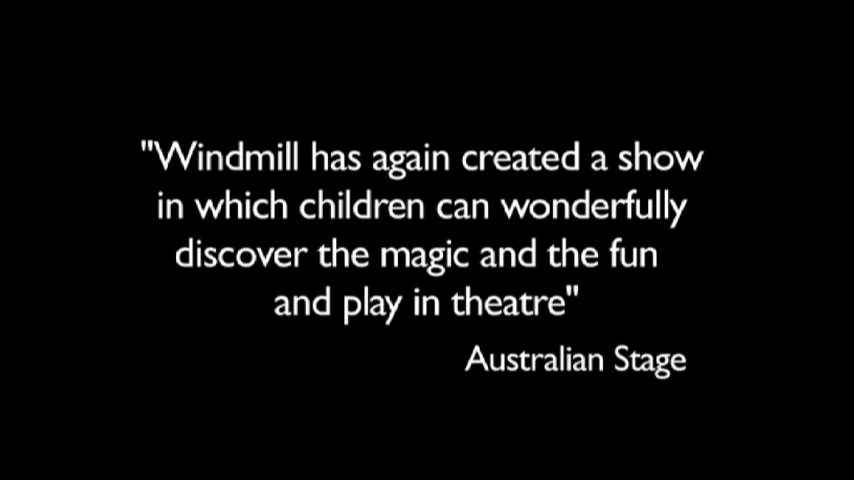 "Windmill has again created a show
in which children can wonderfully
discover the magic and the fun
and play in theatre"
Australian Stage